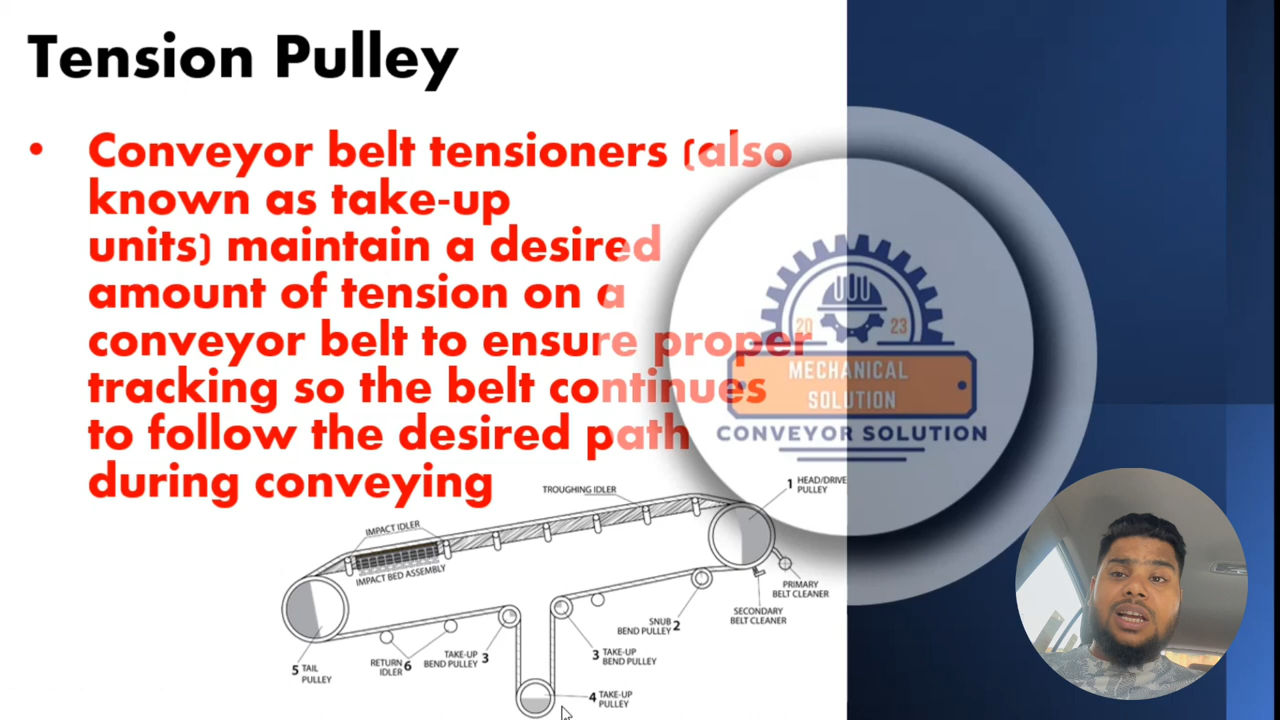 Tension Pulley
• Conveyor belt tensioners (also
known as take-up
units) maintain a desired
amount of tension on a
conveyor belt to ensure proper
tracking so the belt continues
to follow the desired path
during conveying
20 23
MECHANICAL
SOLUTION
CONVEYOR SOLUTION
TROUGHING IDLER
1 HEAD/DRIVE
PULLEY
IMPACT IDLER
IMPACT BED ASSEMBLY
PRIMARY
BELT CLEANER
SECONDARY
BELT CLEANER
SNUB
BEND PULLEY 2
5 TAIL
PULLEY
RETURN
IDLER 6
TAKE-UP
BEND PULLEY 3
3 TAKE-UP
BEND PULLEY
4 TAKE-UP
PULLEY